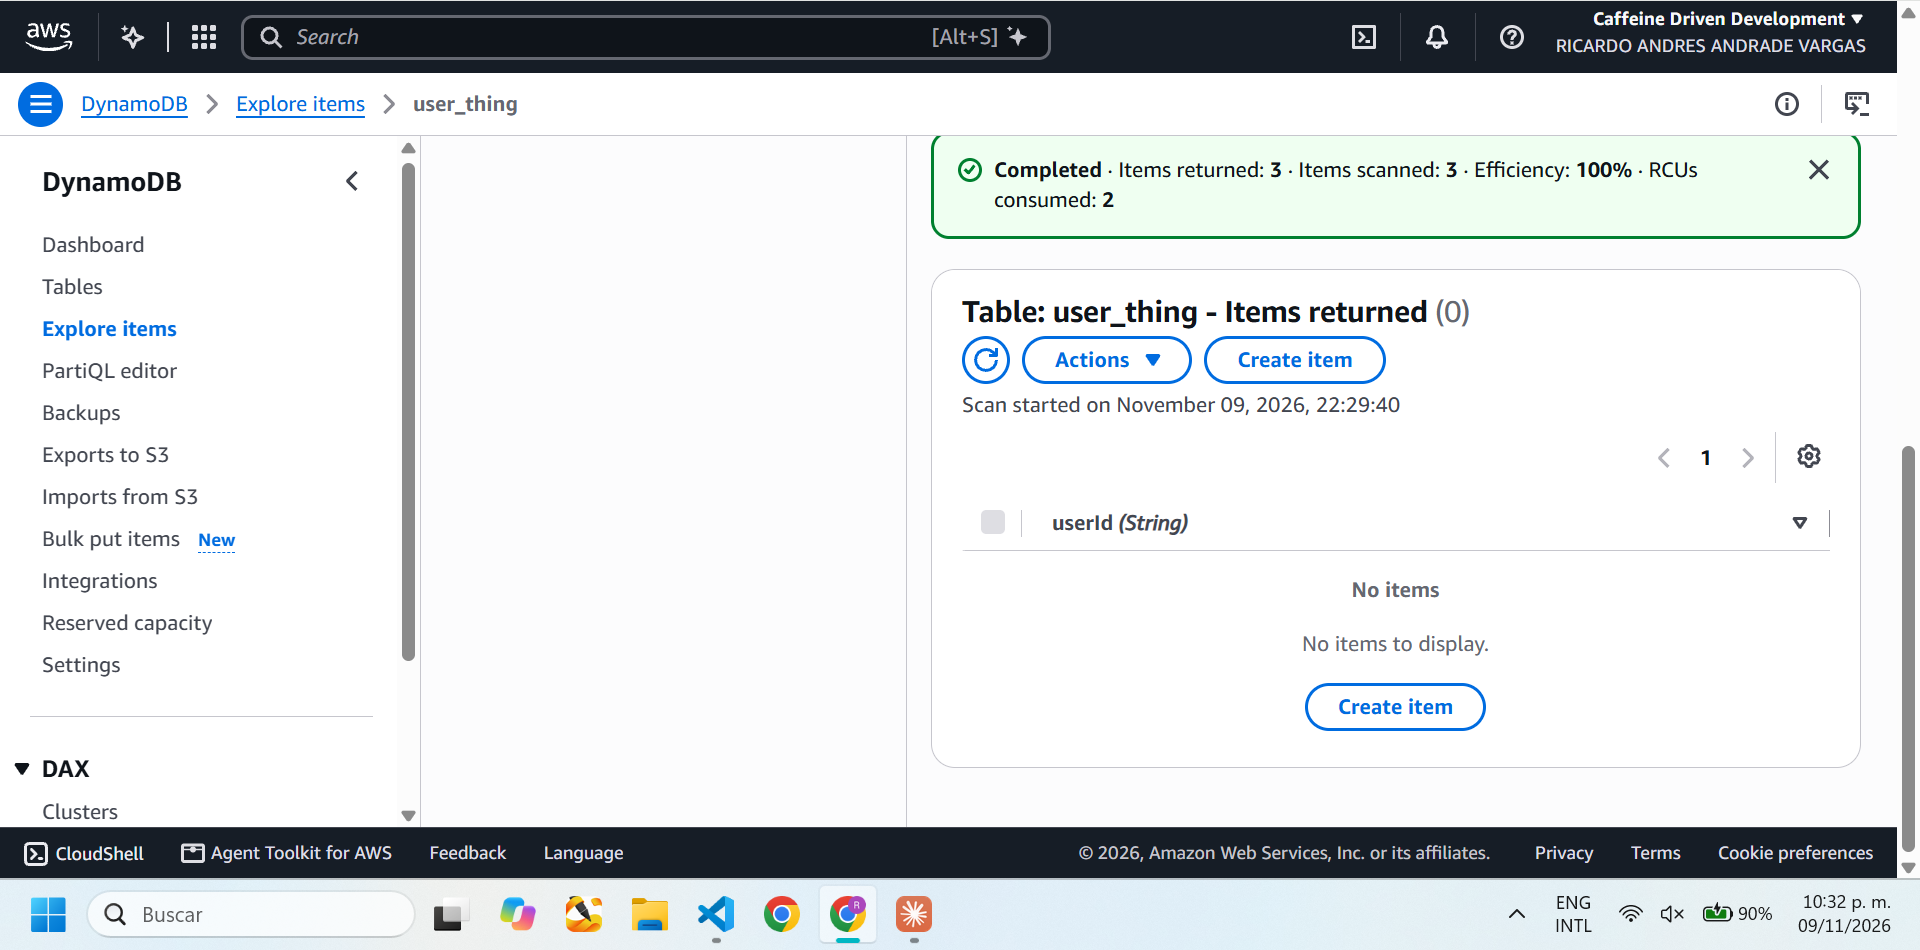 aws
Search
[Alt+S]
Caffeine Driven Development
RICARDO ANDRES ANDRADE VARGAS
DynamoDB
Explore items
user_thing
DynamoDB
Dashboard
Tables
Explore items
PartiQL editor
Backups
Exports to S3
Imports from S3
Bulk put items New
Integrations
Reserved capacity
Settings
DAX
Clusters
Completed · Items returned: 3 · Items scanned: 3 · Efficiency: 100% · RCUs
consumed: 2
Table: user_thing - Items returned (0)
Actions
Create item
Scan started on November 09, 2026, 22:29:40
1
userId (String)
No items
No items to display.
Create item
CloudShell
Agent Toolkit for AWS
Feedback
Language
© 2026, Amazon Web Services, Inc. or its affiliates.
Privacy
Terms
Cookie preferences
Buscar
R
ENG
INTL
90%
10:32 p. m.
09/11/2026